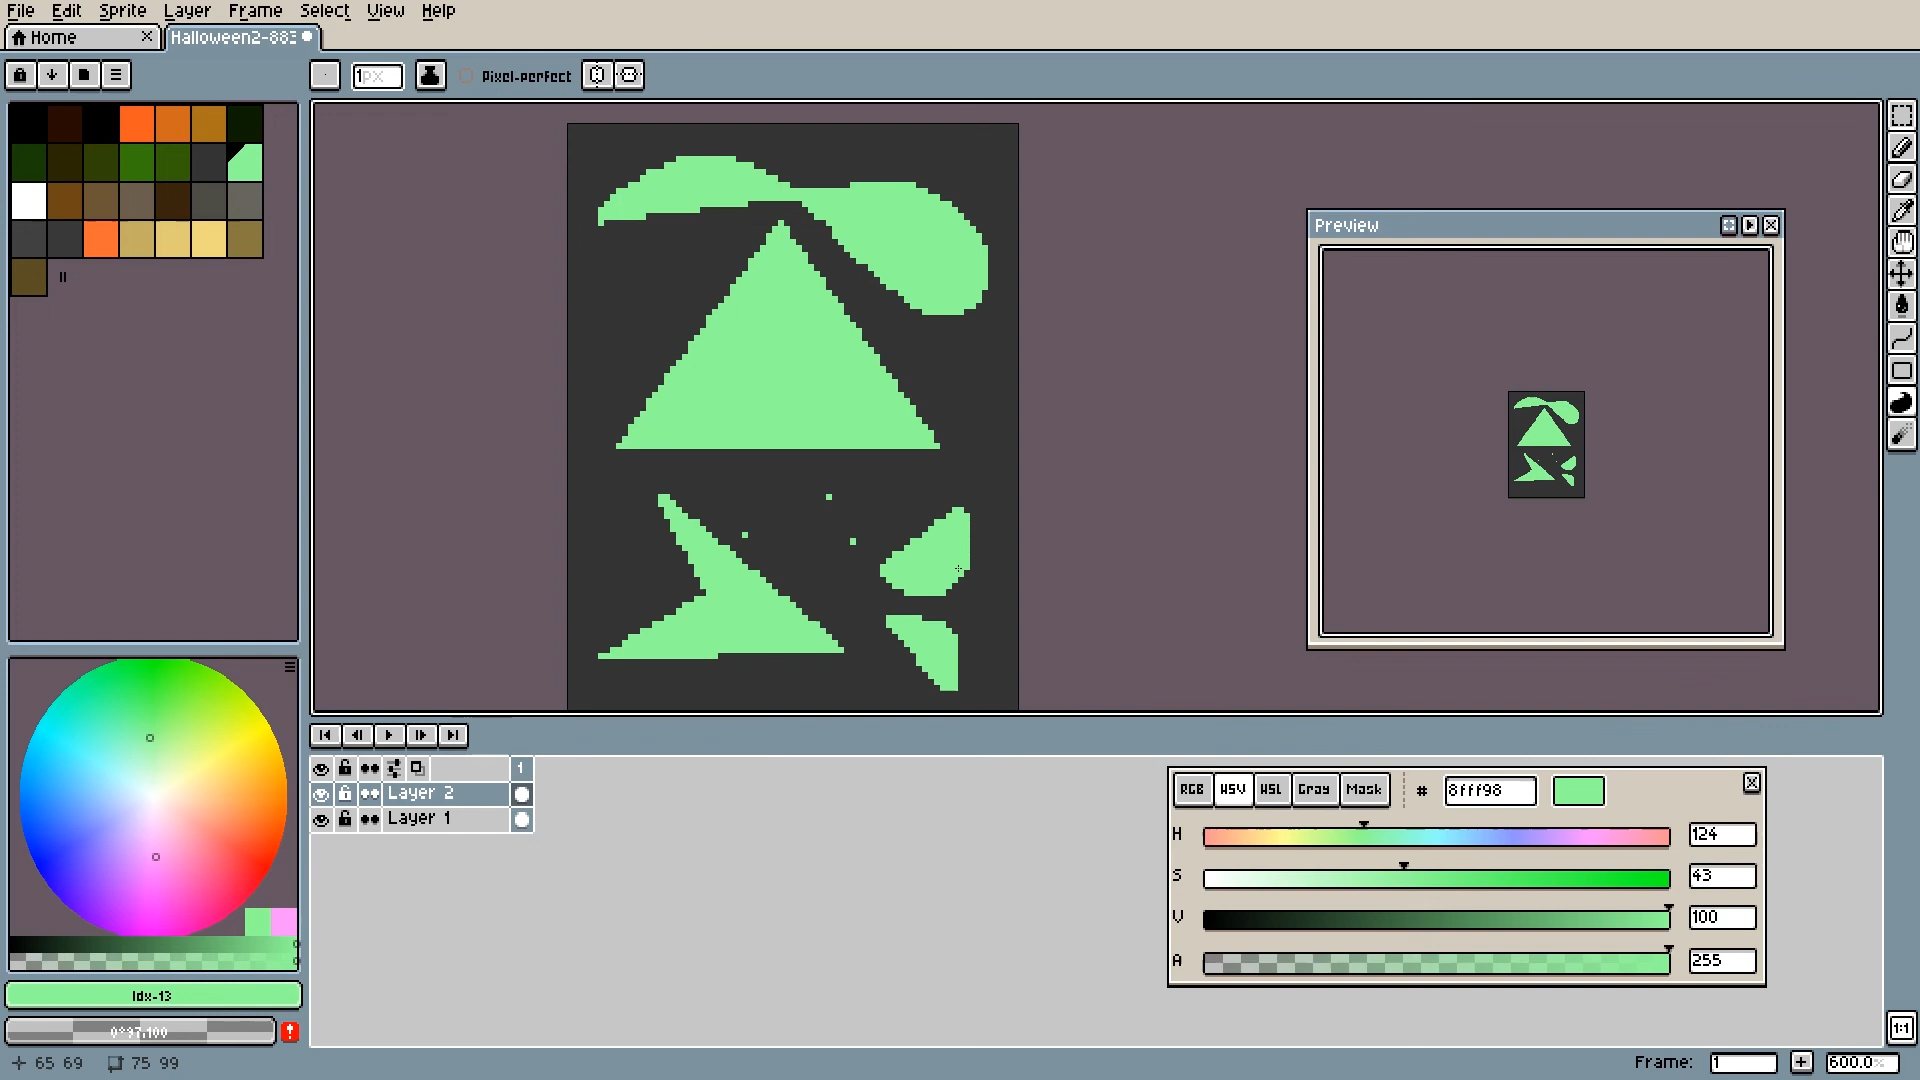 File Edit Sprite Layer Frame Select View Help
Home
Halloween2-883
1px
Pixel-perfect
Preview
1
Layer 2
Layer 1
RGB HSV HSL Gray Mask # 8fff98
H 124
S 43
V 100
A 255
Idx-13
65 69 75 99
Frame: 1 600.0
1:1